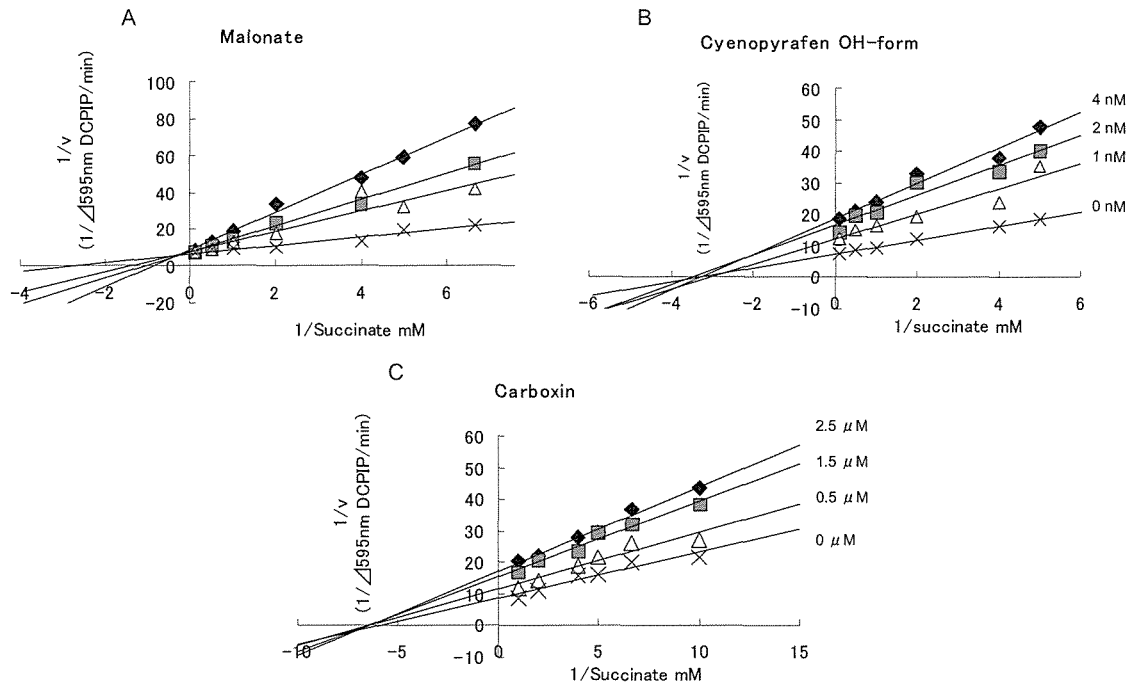 A
Malonate
1/v
(1/⊿595nm DCPIP/min)
100
80
60
40
20
0
-20
-4
-2
0
2
4
6
1/Succinate mM
B
Cyenopyrafen OH-form
1/v
(1/⊿595nm DCPIP/min)
60
50
40
30
20
10
0
-10
-6
-4
-2
0
2
4
6
1/succinate mM
4 nM
2 nM
1 nM
0 nM
C
Carboxin
1/v
(1/⊿595nm DCPIP/min)
60
50
40
30
20
10
0
-10
-10
-5
0
5
10
15
1/Succinate mM
2.5 μM
1.5 μM
0.5 μM
0 μM